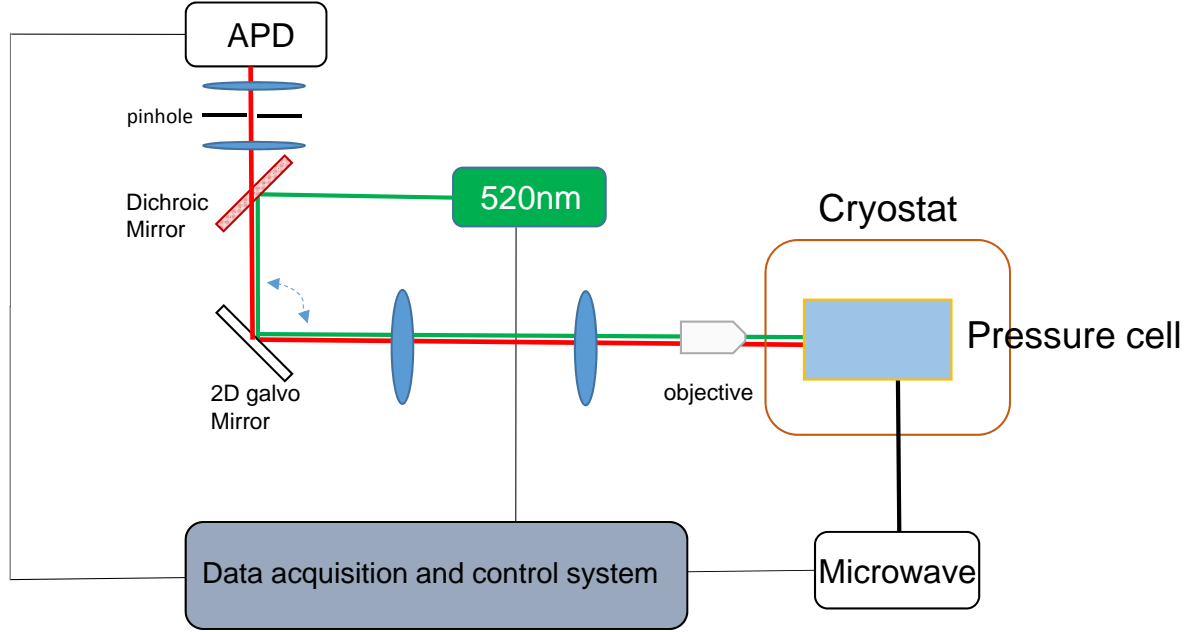 APD
pinhole
Dichroic
Mirror
520nm
Cryostat
Pressure cell
2D galvo
Mirror
objective
Data acquisition and control system
Microwave